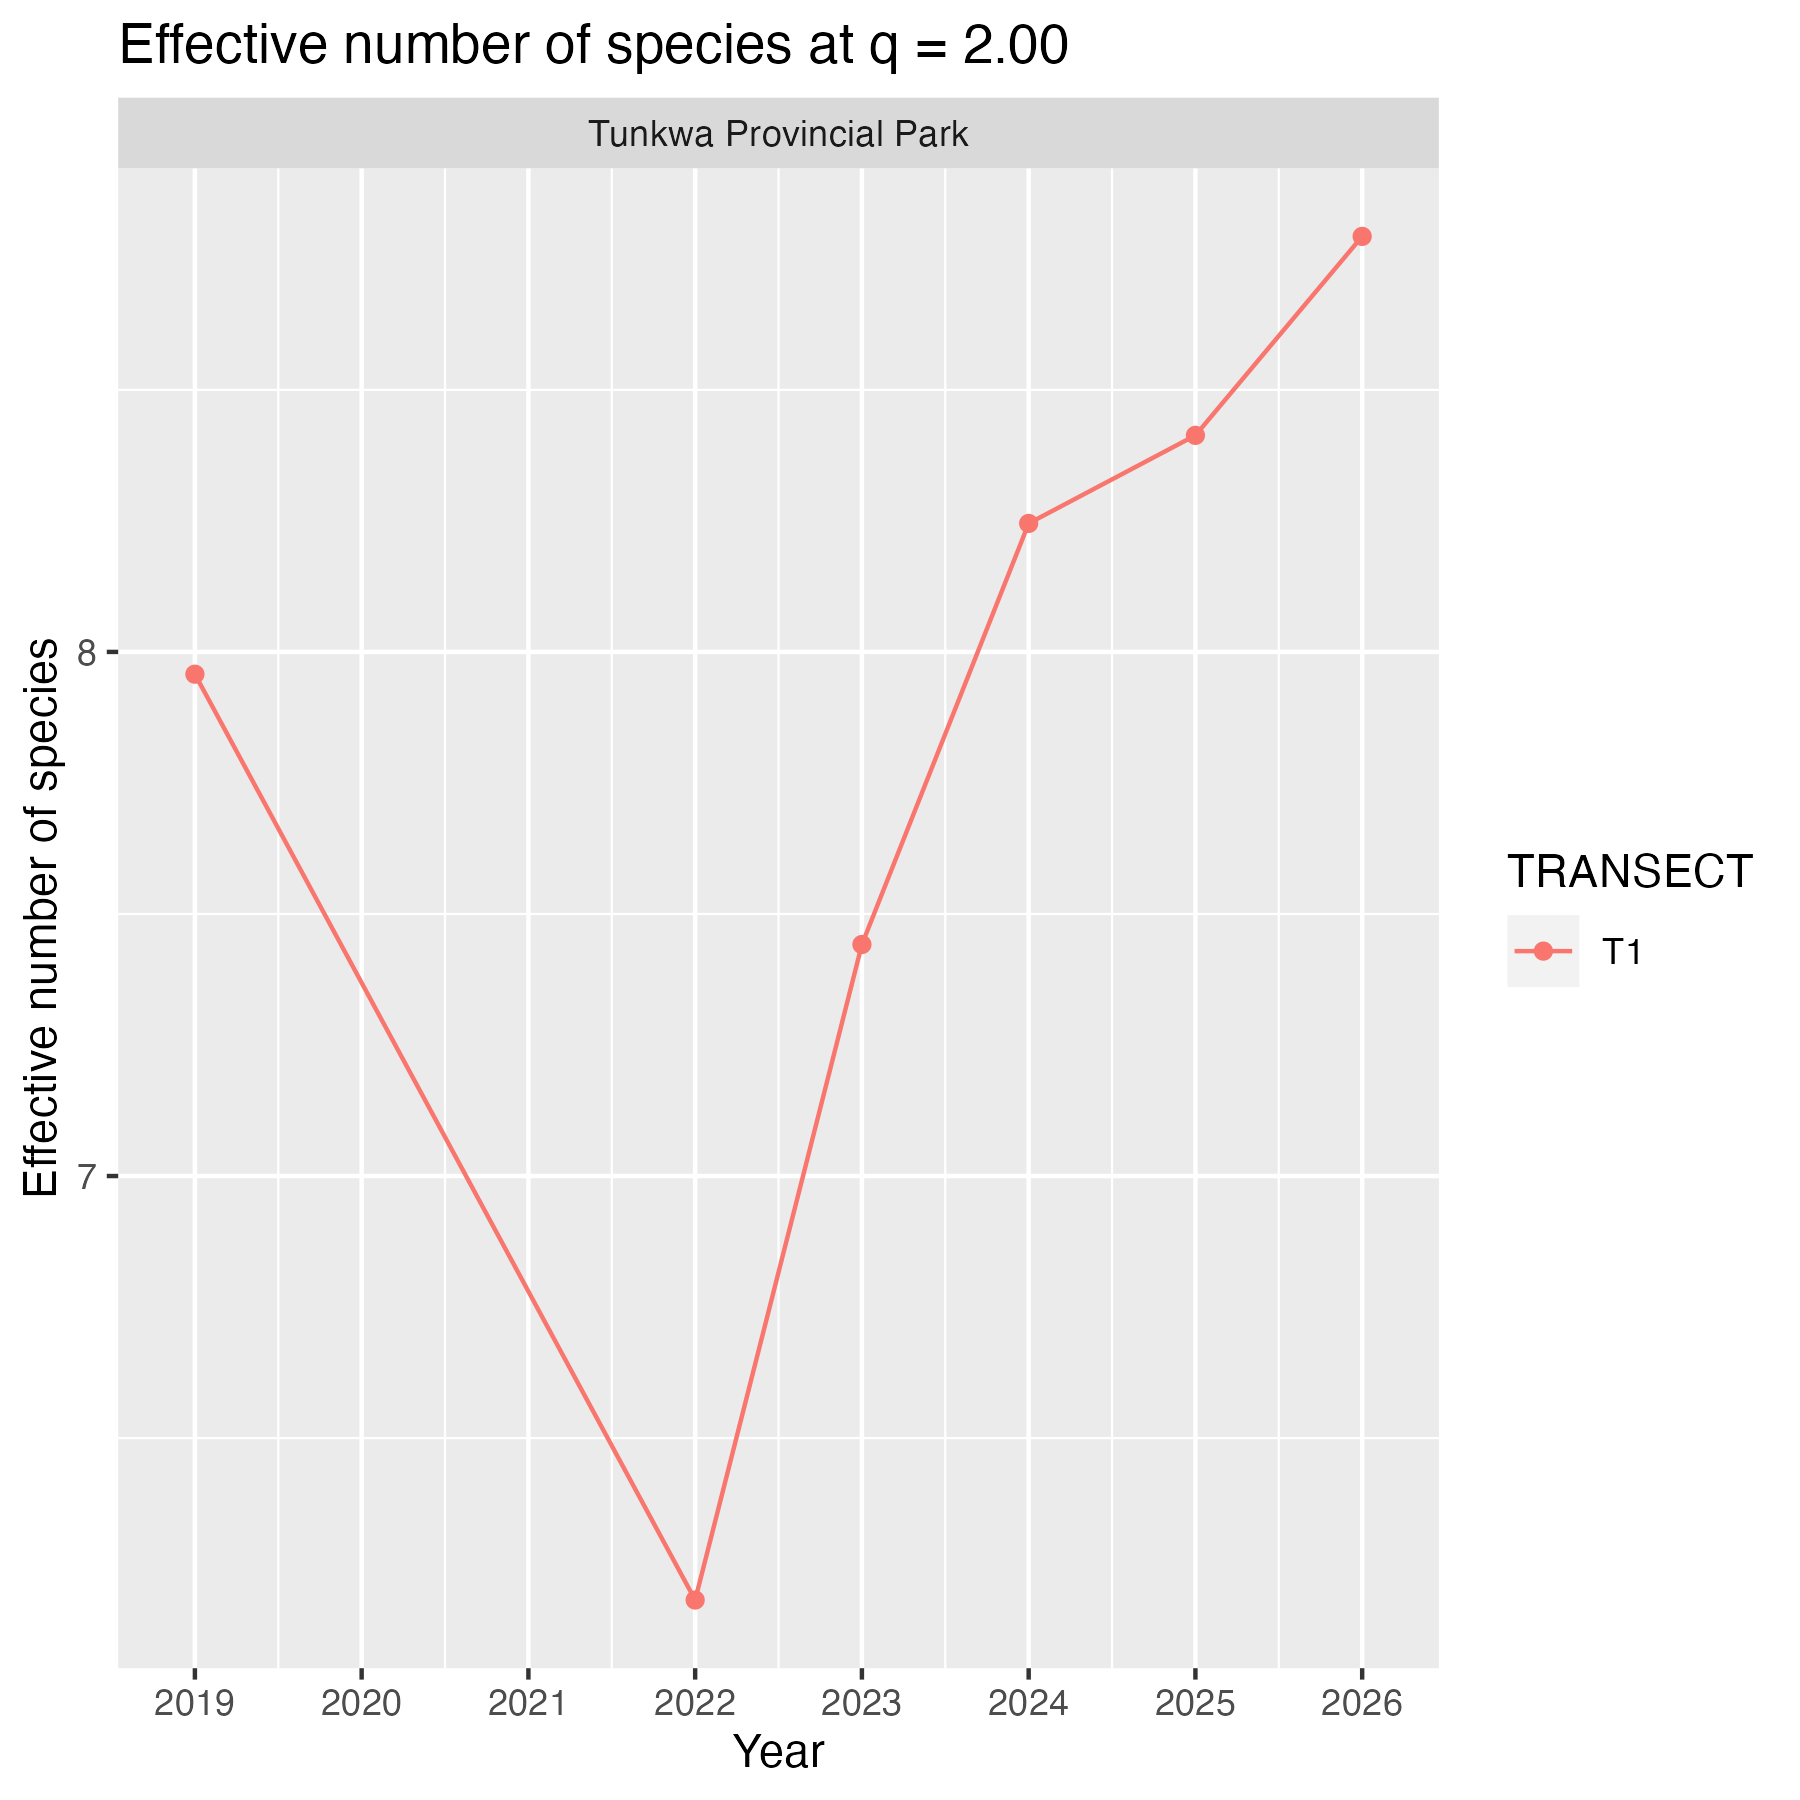 Effective number of species at q = 2.00
Tunkwa Provincial Park
Effective number of species
8
7
2019 2020 2021 2022 2023 2024 2025 2026
Year
TRANSECT
T1